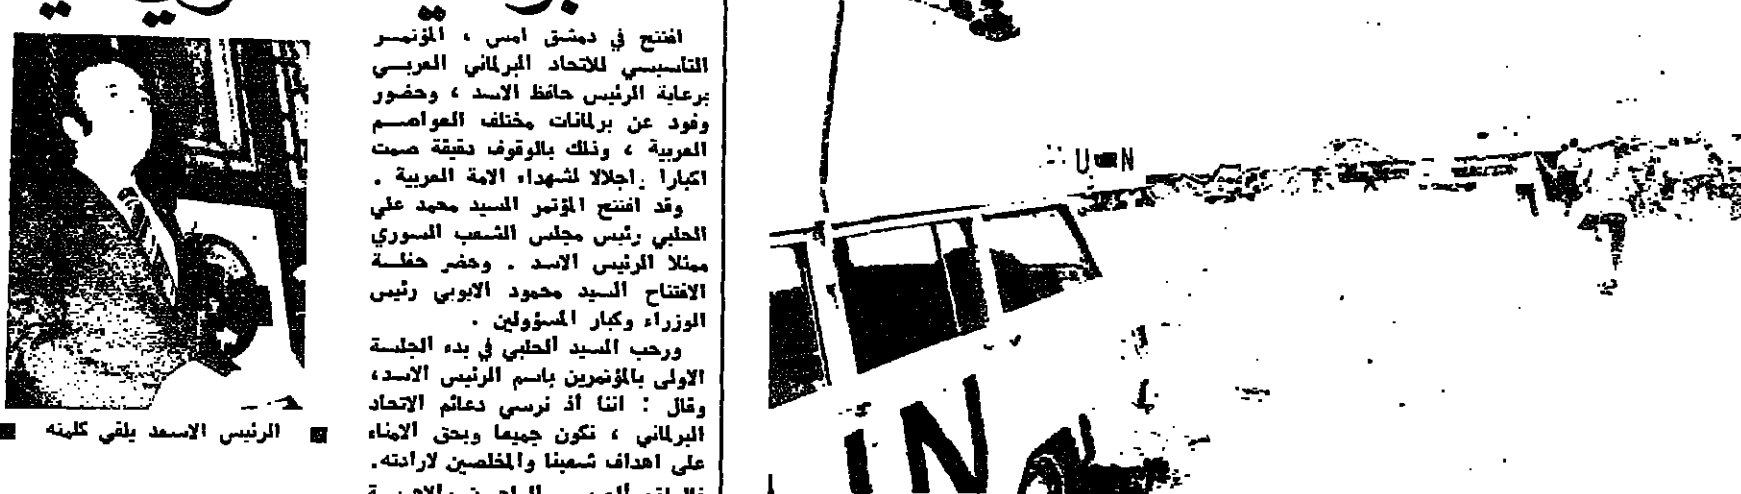 افتتح في دمشق امس ، المؤتمر
التاسيسي للاتحاد البرلماني العربي
برعاية الرئيس حافظ الاسد ، وحضور
وفود عن برلمانات مختلف العواصم
العربية ، وذلك بالوقوف دقيقة صمت
اكبارا . اجلالا لشهداء الامة العربية .
وقد افتتح المؤتمر السيد محمد علي
الحلبي رئيس مجلس الشعب السوري
ممثلا الرئيس الاسد . وحضر حفلة
الافتتاح السيد محمود الايوبي رئيس
الوزراء وكبار المسؤولين .
ورحب السيد الحلبي في بدء الجلسة
الاولى بالمؤتمرين باسم الرئيس الاسد،
وقال : اننا أذ نرسي دعائم الاتحاد
البرلماني ، نكون جميعا وبحق الامناء
على اهداف شعبنا والمخلصين لارادته.
الرئيس الاسعد يلقي كلمته
UN
UN